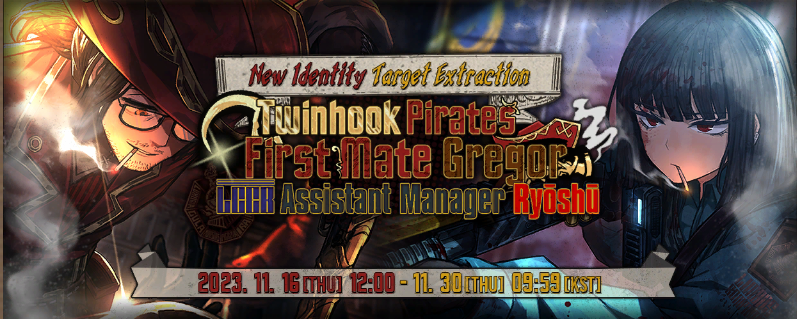 New Identity Target Extraction
Twinhook Pirates
First Mate Gregor
LCCB Assistant Manager Ryōshū
2023. 11. 16[THU] 12:00 - 11. 30[THU] 09:59[KST]